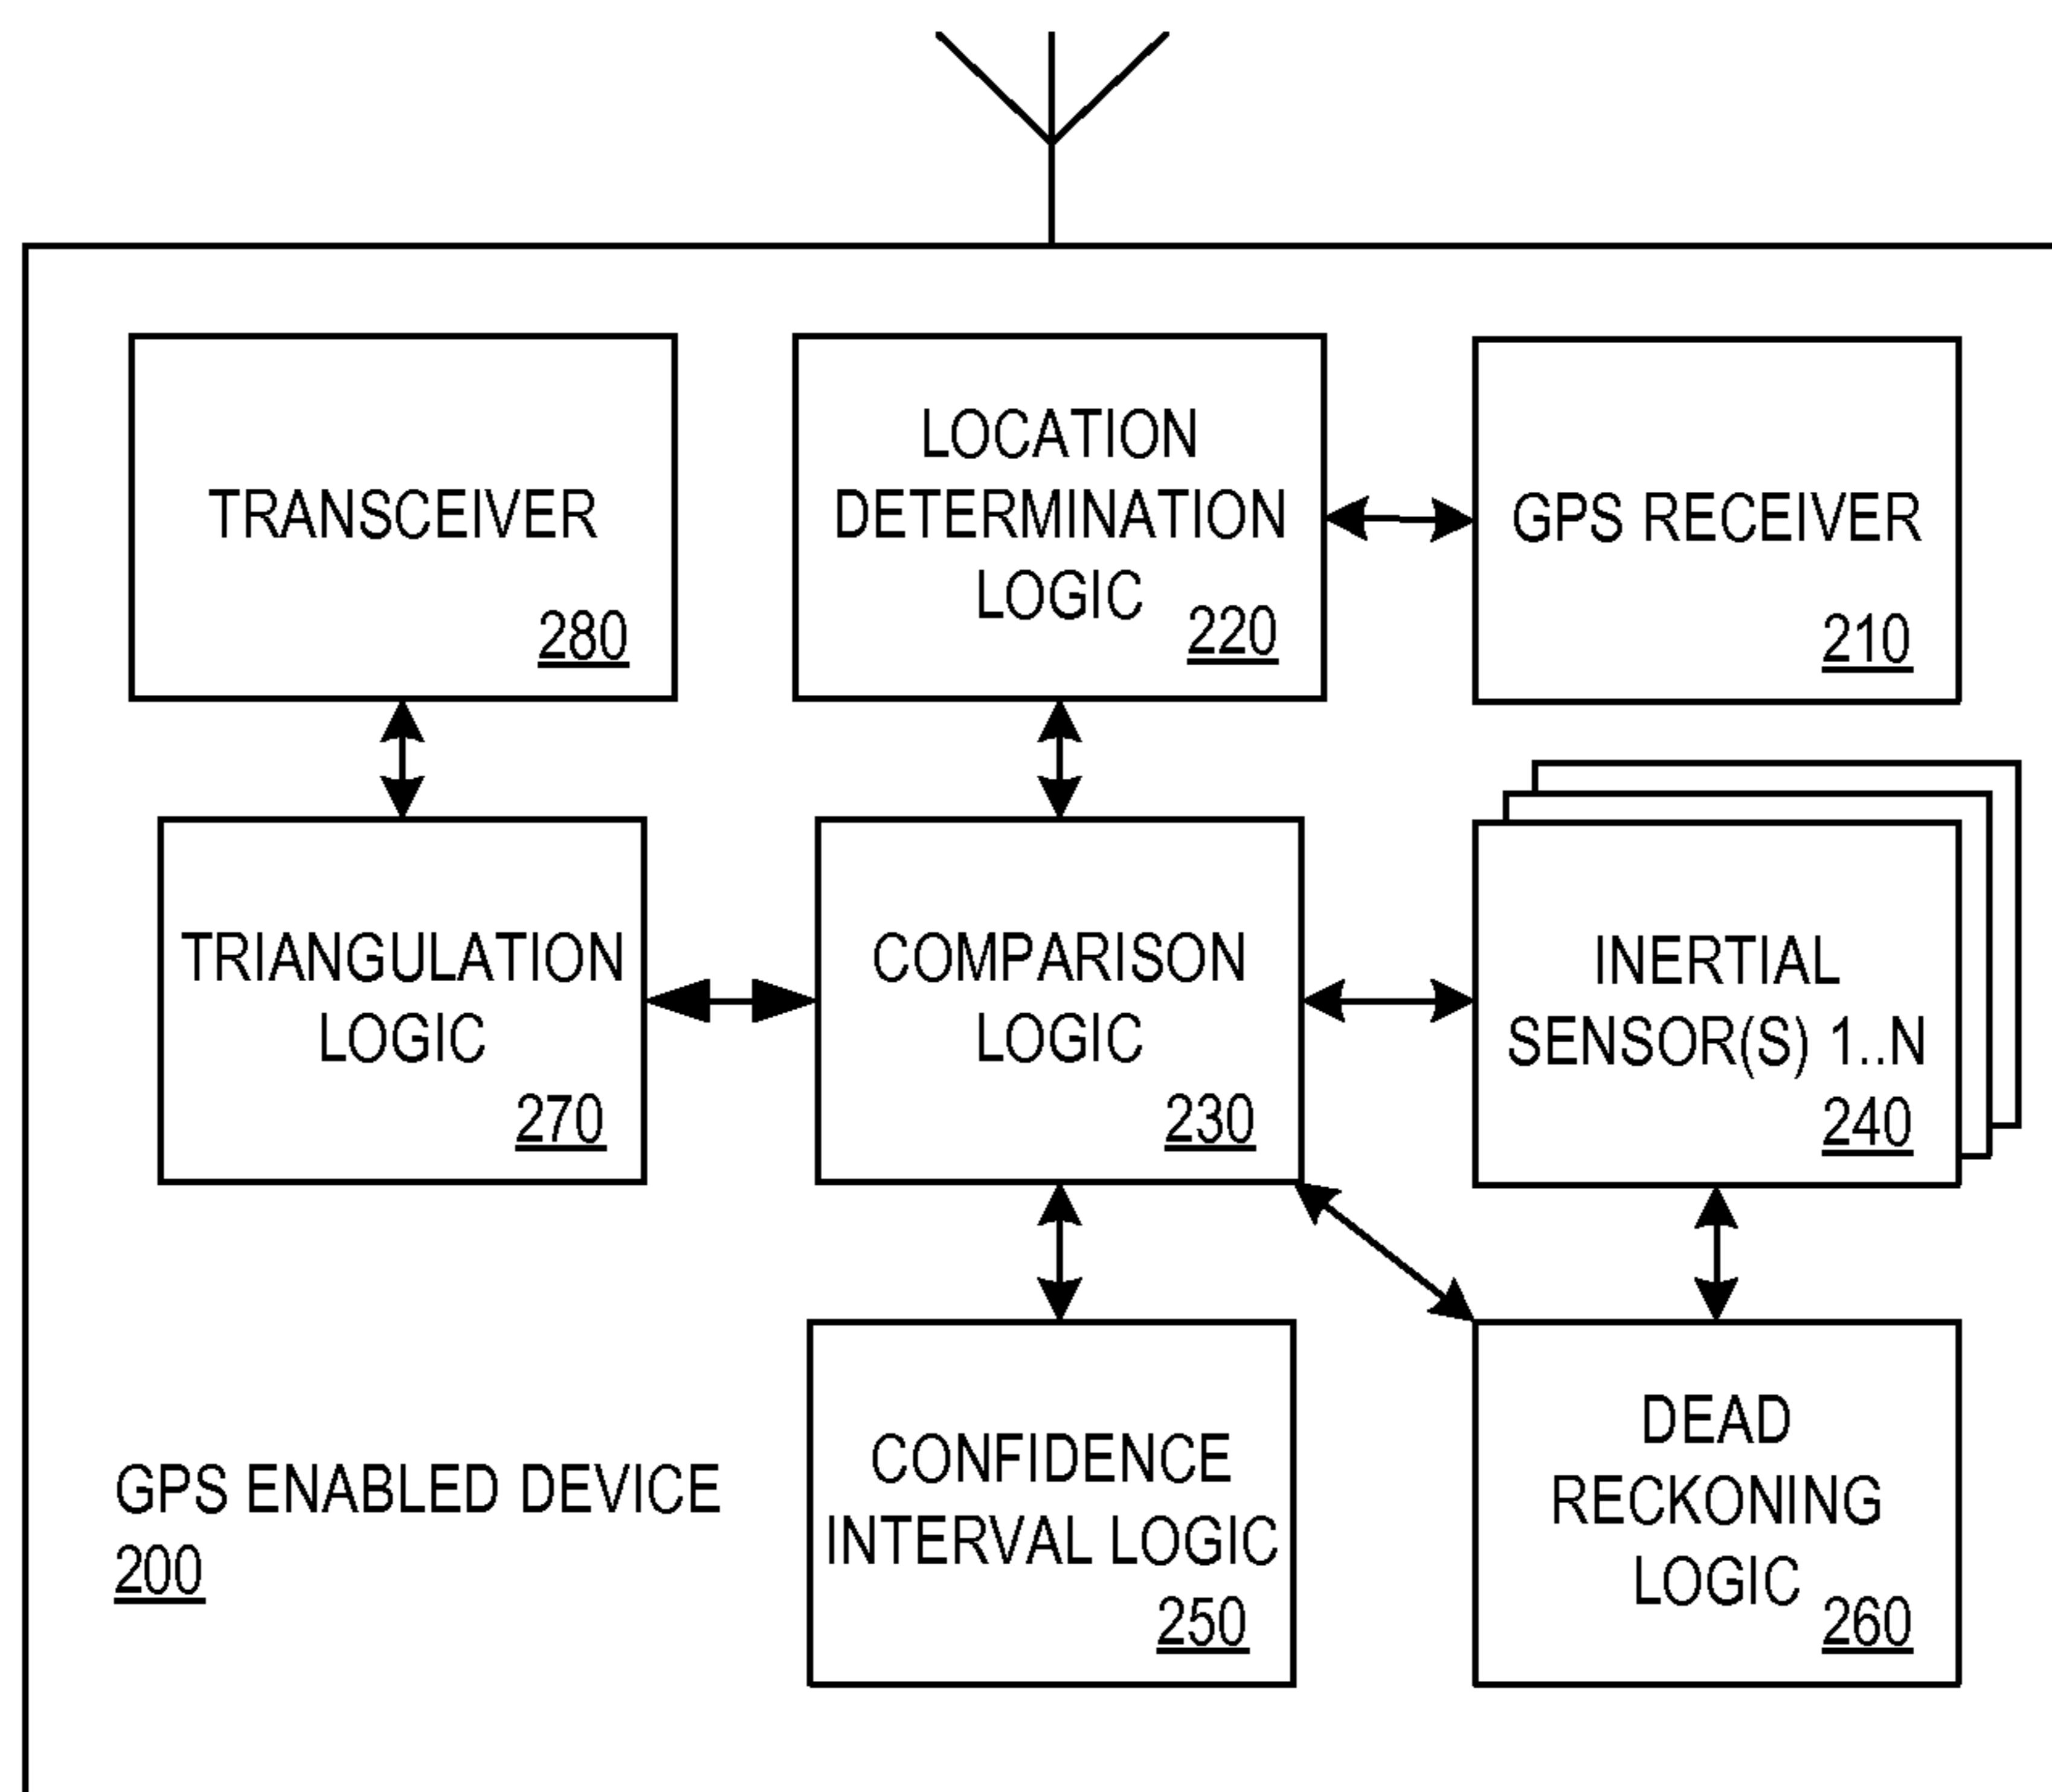 TRANSCEIVER
280
LOCATION
DETERMINATION
LOGIC
220
GPS RECEIVER
210
TRIANGULATION
LOGIC
270
COMPARISON
LOGIC
230
INERTIAL
SENSOR(S) 1..N
240
GPS ENABLED DEVICE
200
CONFIDENCE
INTERVAL LOGIC
250
DEAD
RECKONING
LOGIC
260